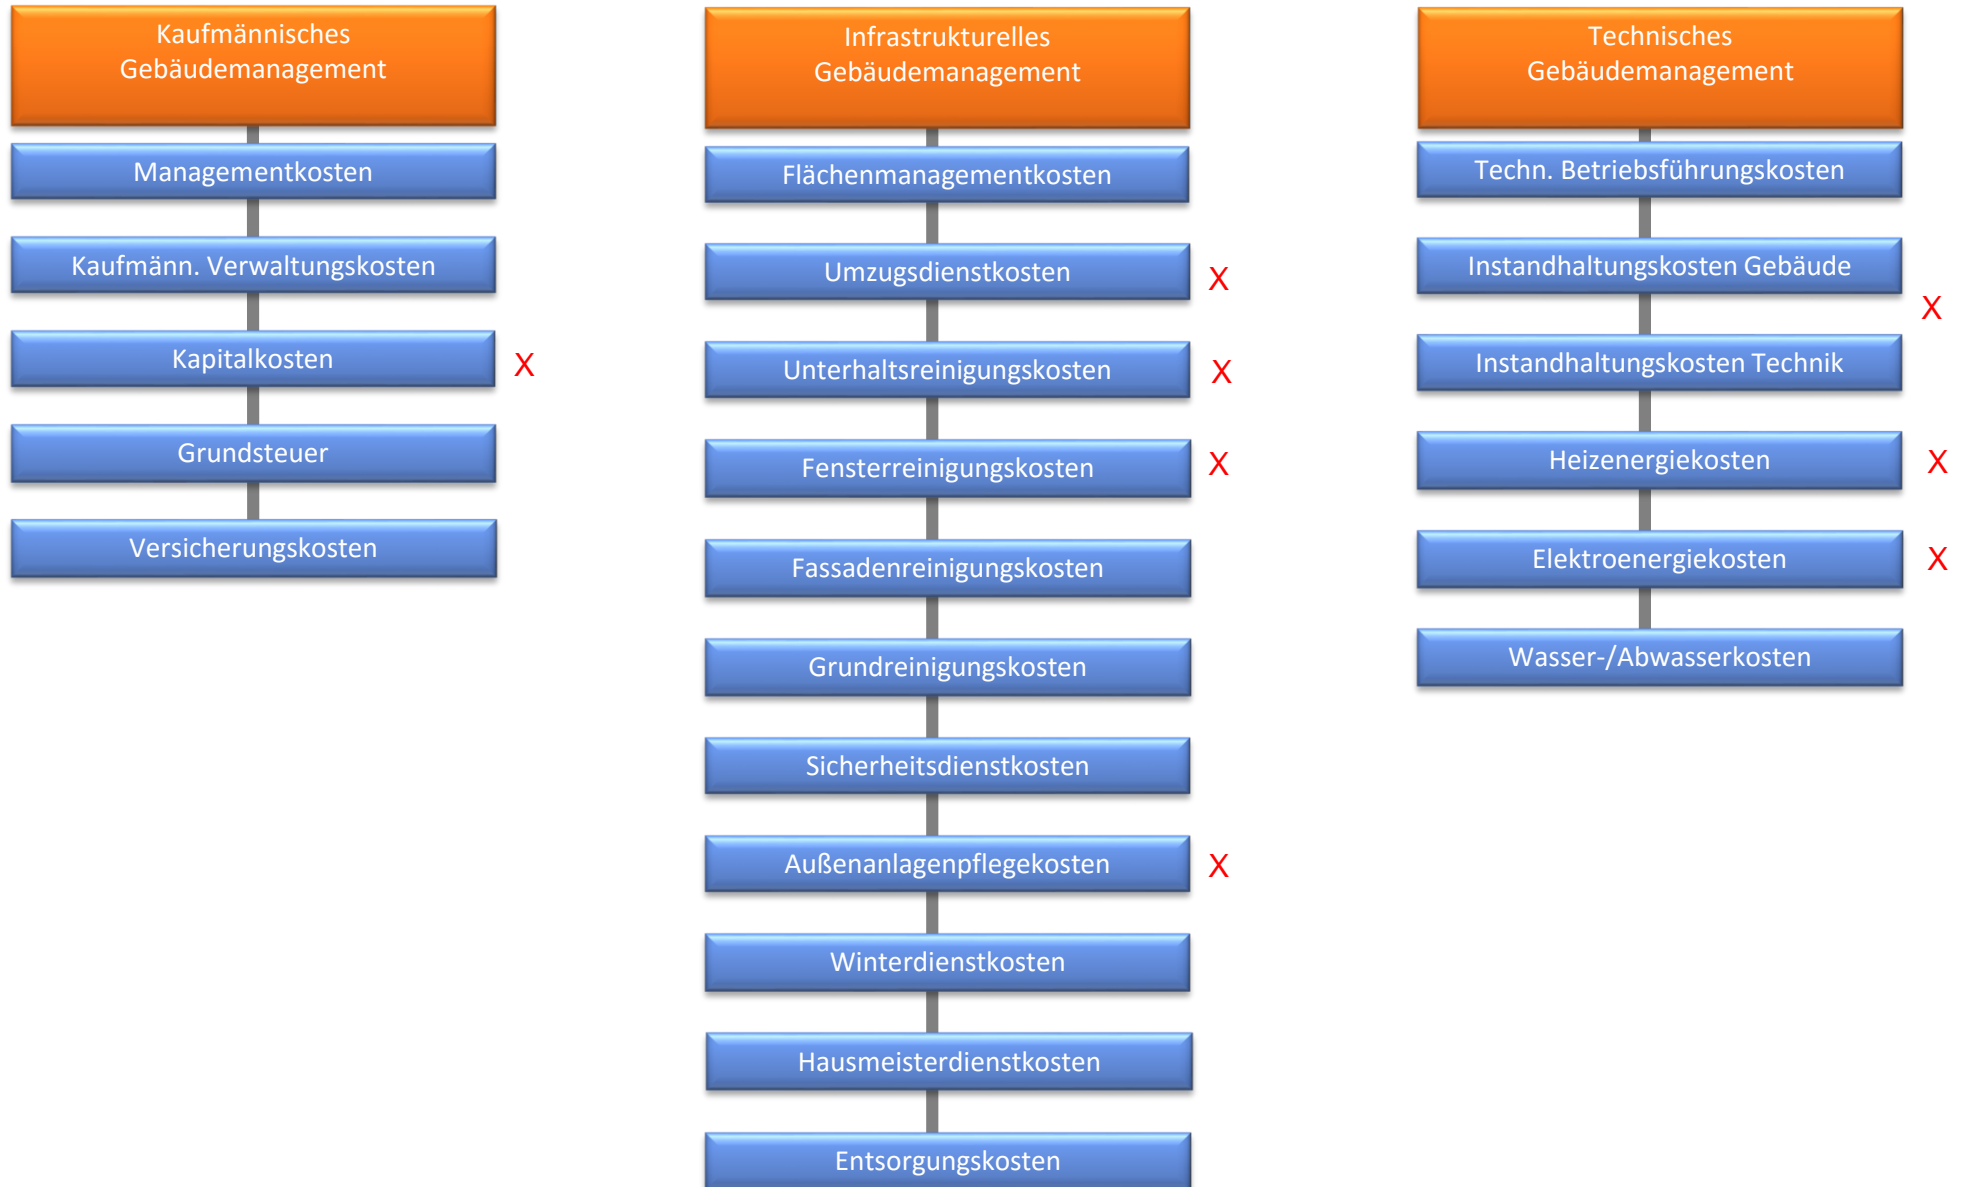 Kaufmännisches
Gebäudemanagement
Managementkosten
Kaufmänn. Verwaltungskosten
Kapitalkosten X
Grundsteuer
Versicherungskosten
Infrastrukturelles
Gebäudemanagement
Flächenmanagementkosten
Umzugsdienstkosten X
Unterhaltsreinigungskosten X
Fensterreinigungskosten X
Fassadenreinigungskosten
Grundreinigungskosten
Sicherheitsdienstkosten
Außenanlagenpflegekosten X
Winterdienstkosten
Hausmeisterdienstkosten
Entsorgungskosten
Technisches
Gebäudemanagement
Techn. Betriebsführungskosten
Instandhaltungskosten Gebäude
X
Instandhaltungskosten Technik
Heizenergiekosten X
Elektroenergiekosten X
Wasser-/Abwasserkosten